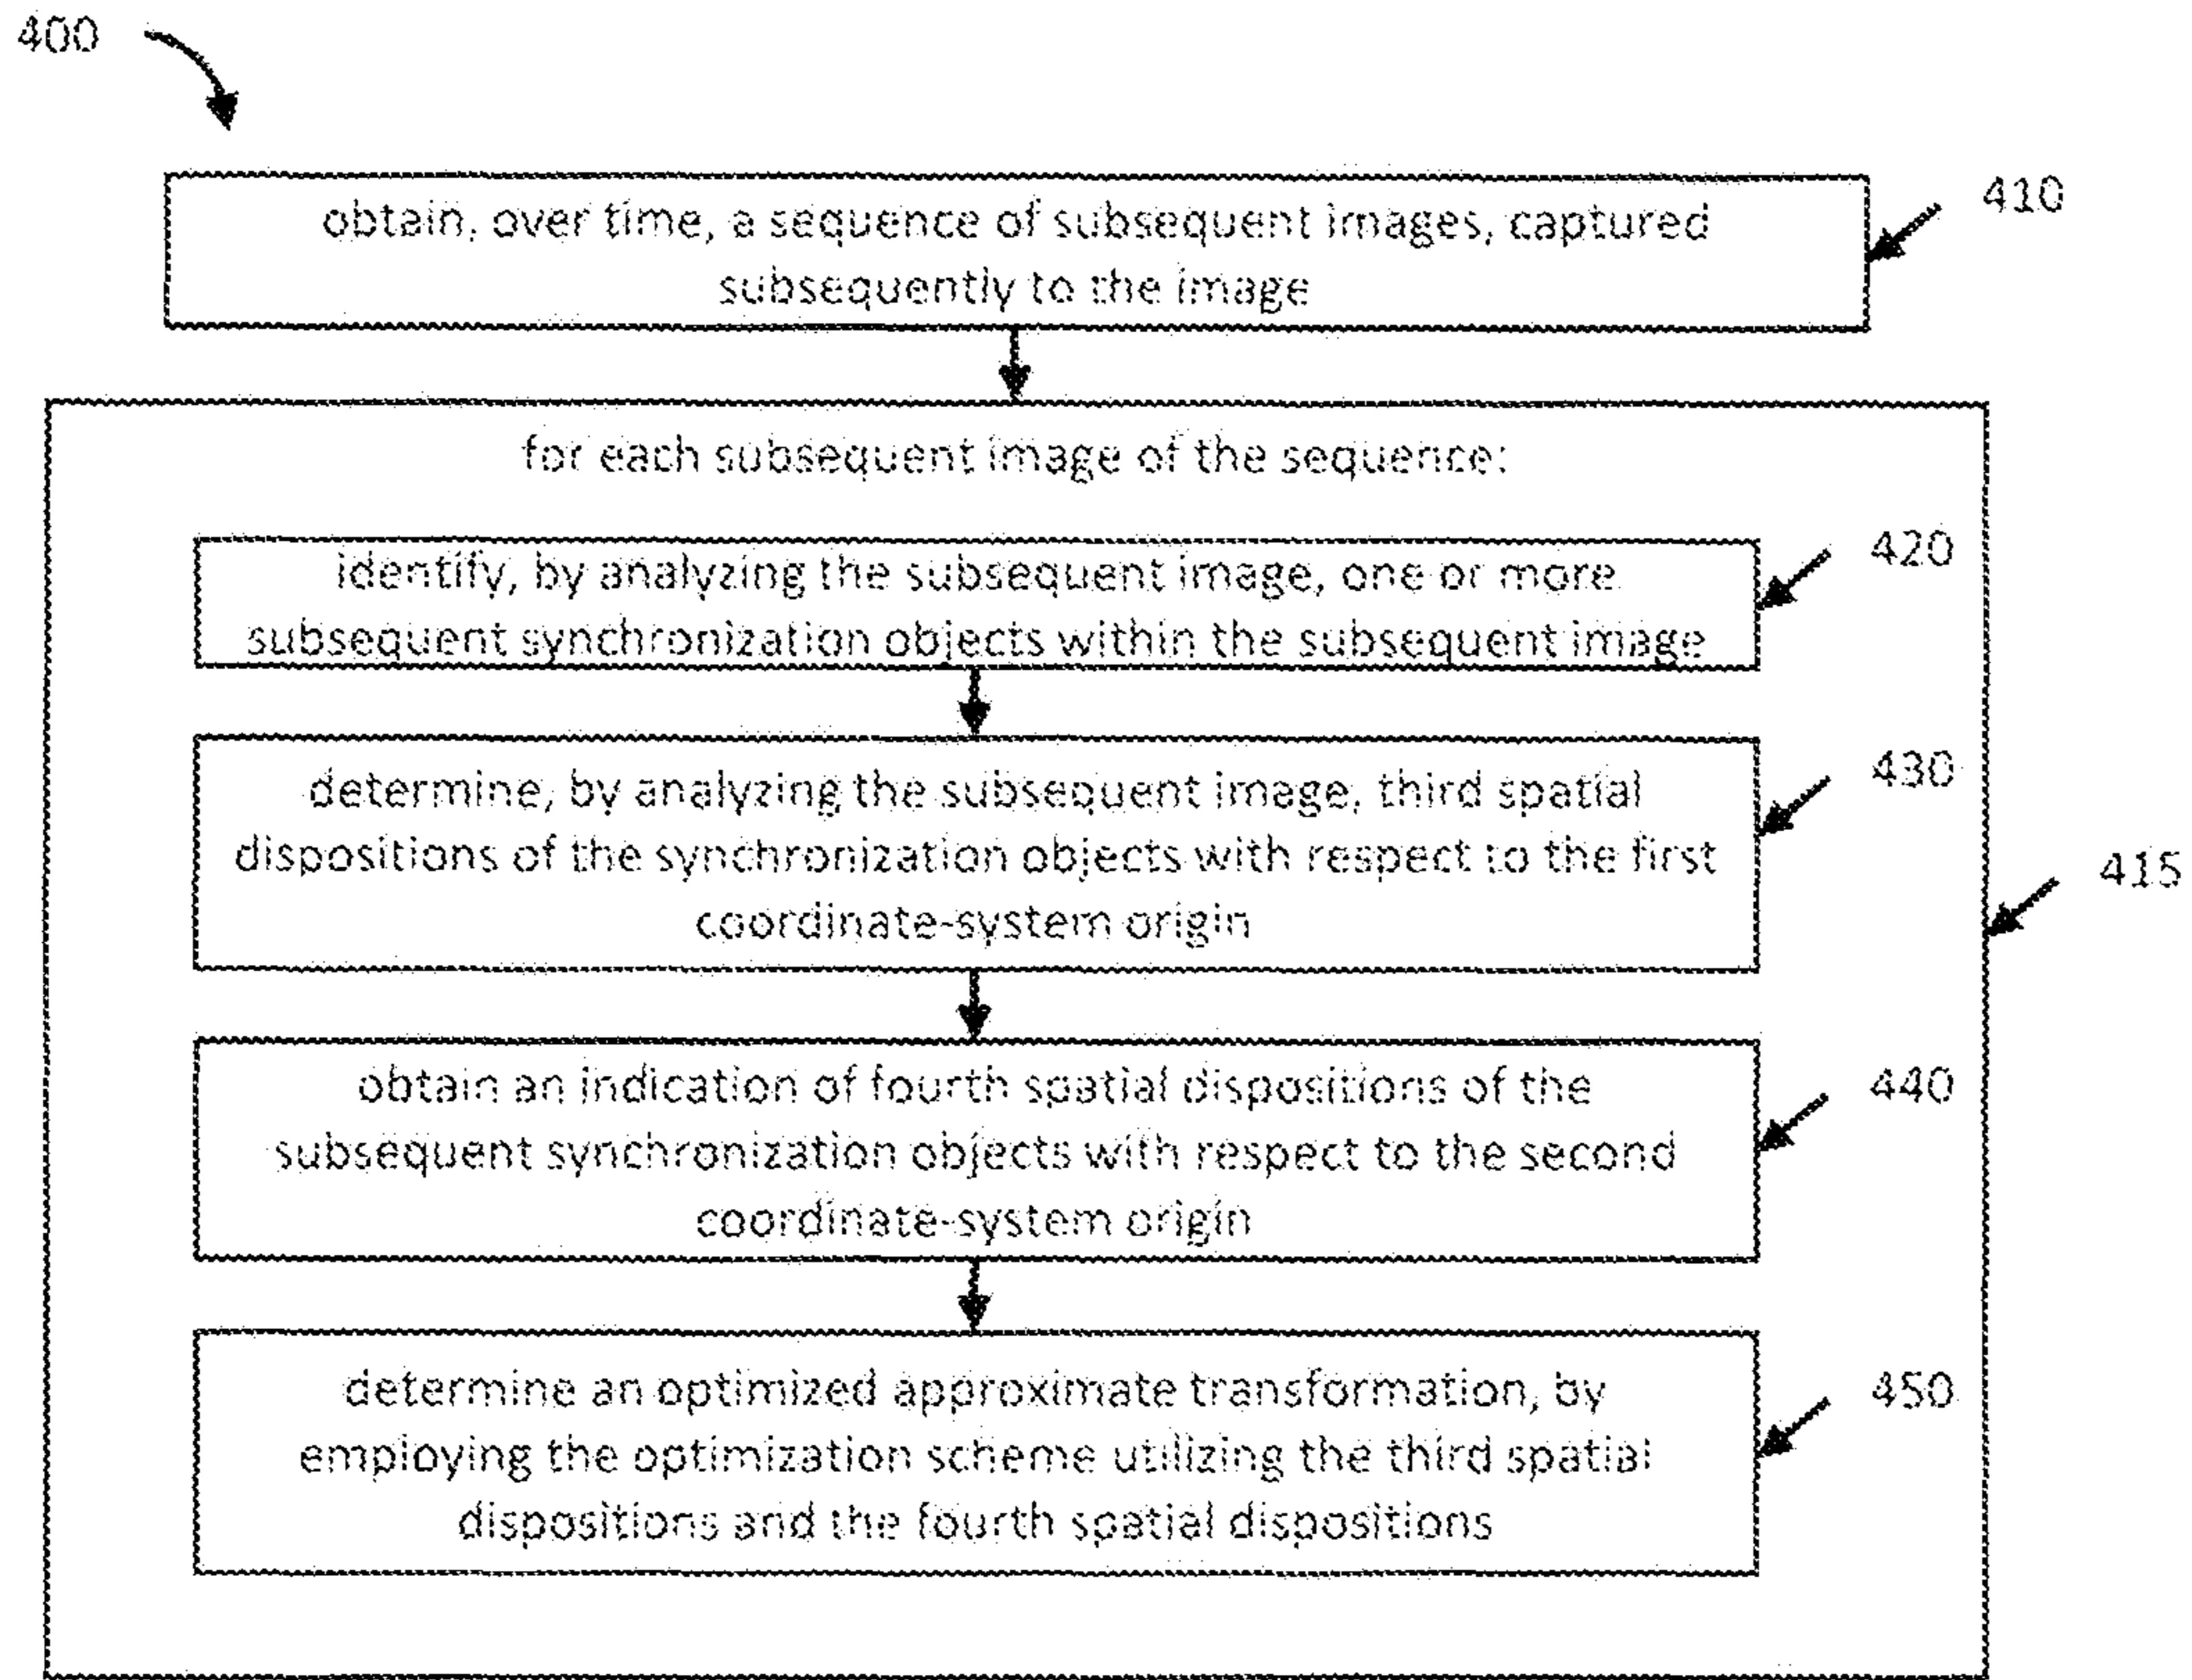 400
410
obtain, over time, a sequence of subsequent images, captured
subsequently to the image
for each subsequent image of the sequence:
420
identify, by analyzing the subsequent image, one or more
subsequent synchronization objects within the subsequent image
430
determine, by analyzing the subsequent image, third spatial
dispositions of the synchronization objects with respect to the first
coordinate-system origin
415
440
obtain an indication of fourth spatial dispositions of the
subsequent synchronization objects with respect to the second
coordinate-system origin
450
determine an optimized approximate transformation, by
employing the optimization scheme utilizing the third spatial
dispositions and the fourth spatial dispositions